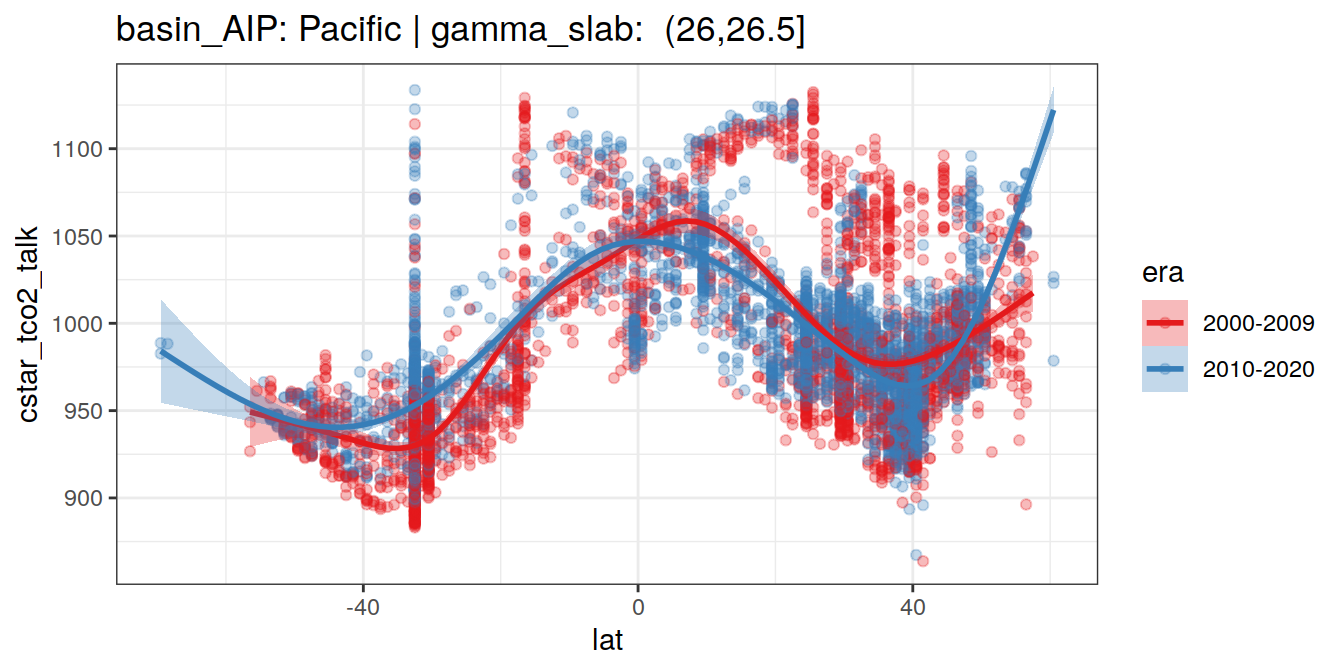 basin_AIP: Pacific | gamma_slab:  (26,26.5]
cstar_tco2_talk
1100
1050
1000
950
900
-40
0
40
lat
era
2000-2009
2010-2020